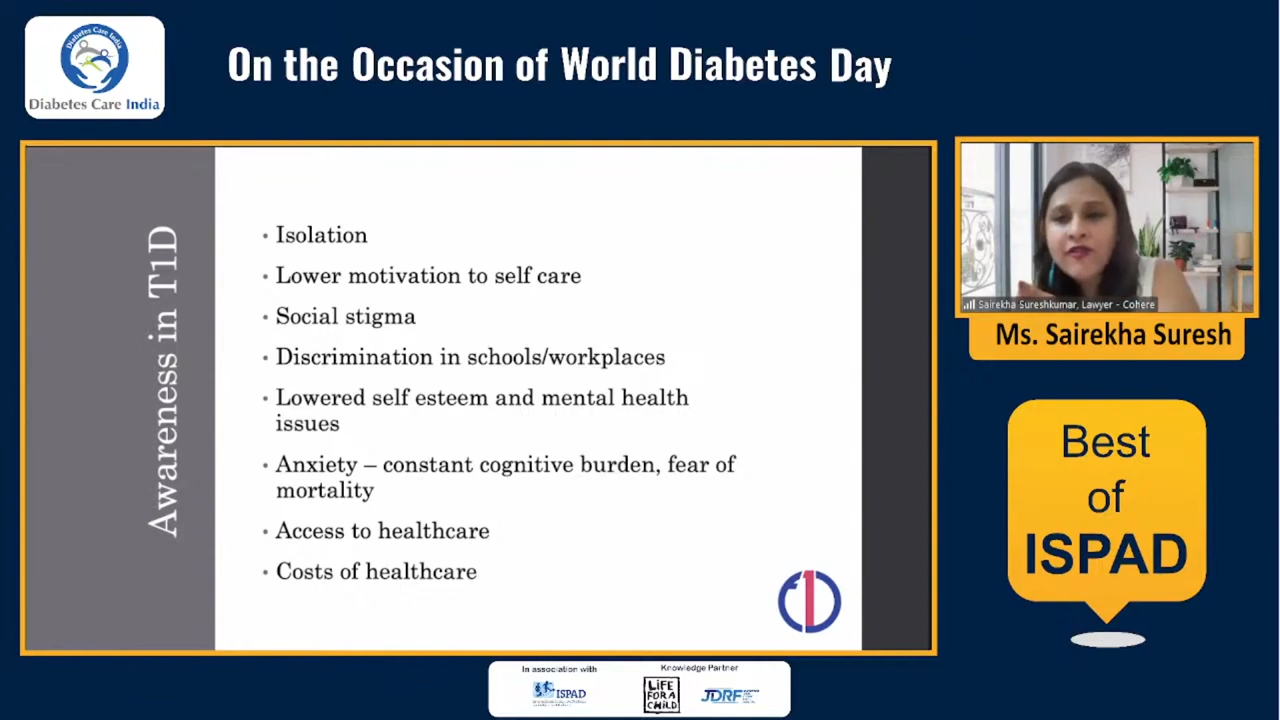 Diabetes Care India
Diabetes Care India
On the Occasion of World Diabetes Day
Awareness in T1D
• Isolation
• Lower motivation to self care
• Social stigma
• Discrimination in schools/workplaces
• Lowered self esteem and mental health
issues
• Anxiety – constant cognitive burden, fear of
mortality
• Access to healthcare
• Costs of healthcare
Sairekha Sureshkumar, Lawyer - Cohere
Ms. Sairekha Suresh
Best
of
ISPAD
In association with
ISPAD
Knowledge Partner
LiFE
FOR A
CHILD
JDRF